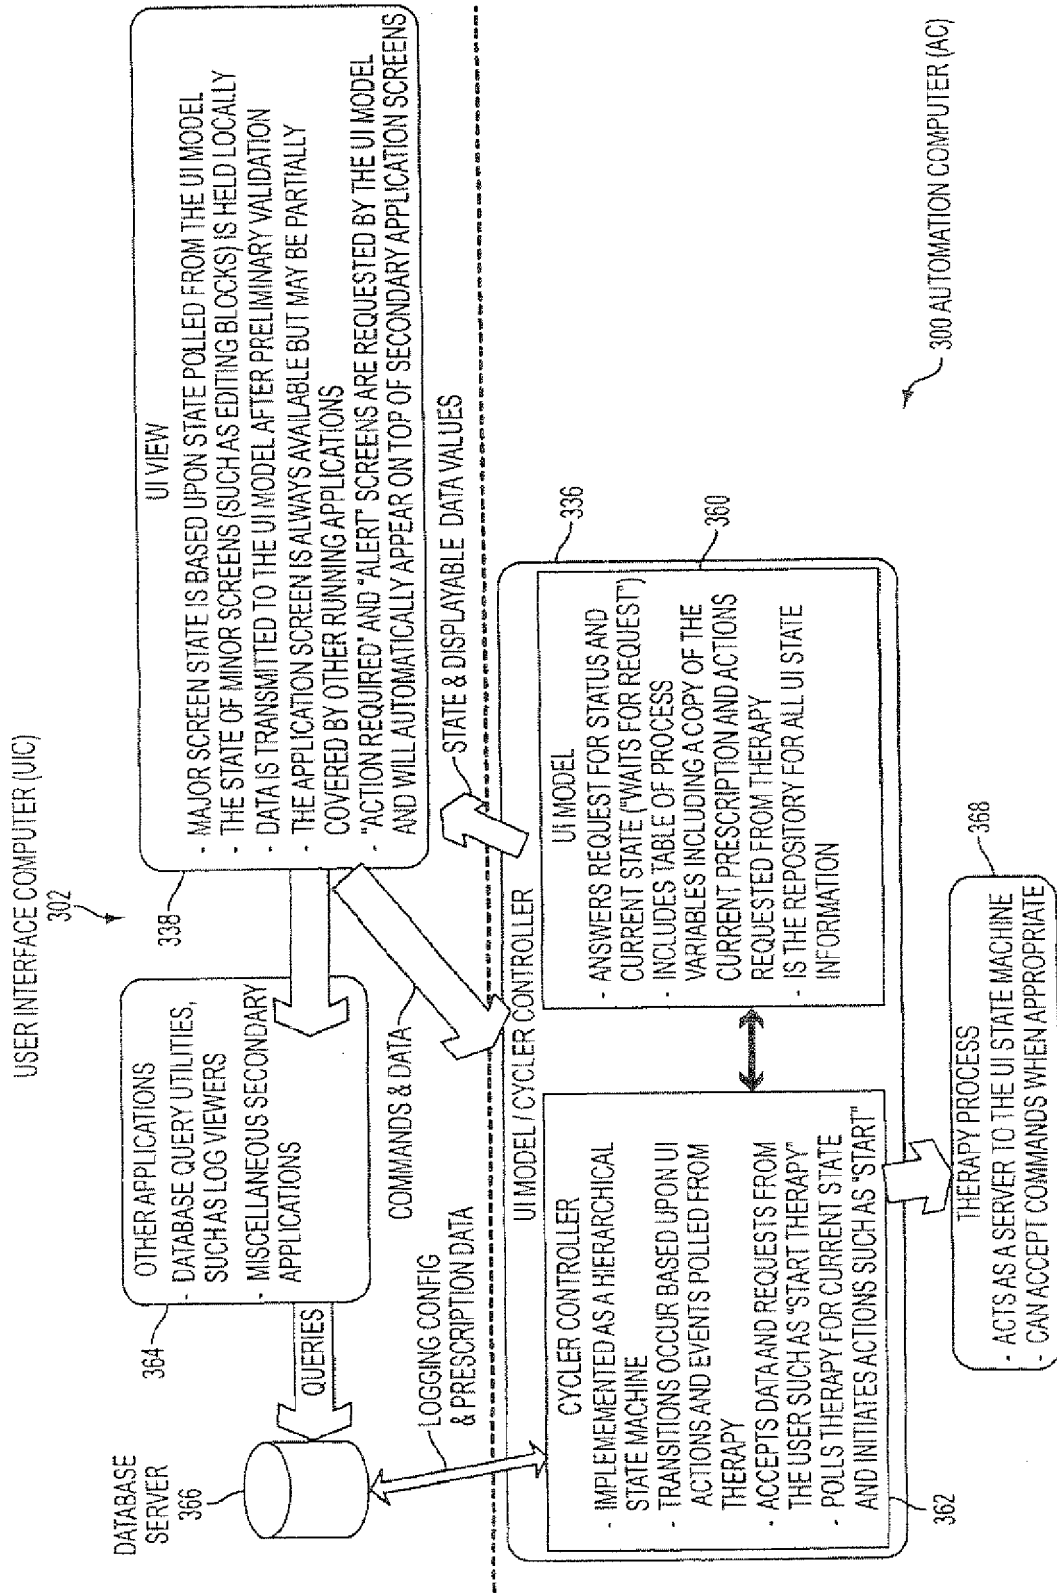 USER INTERFACE COMPUTER (UIC)
302
DATABASE
SERVER
366
QUERIES
364
OTHER APPLICATIONS
- DATABASE QUERY UTILITIES,
SUCH AS LOG VIEWERS
- MISCELLANEOUS SECONDARY
APPLICATIONS
338
UI VIEW
- MAJOR SCREEN STATE IS BASED UPON STATE POLLED FROM THE UI MODEL
- THE STATE OF MINOR SCREENS (SUCH AS EDITING BLOCKS) IS HELD LOCALLY
- DATA IS TRANSMITTED TO THE UI MODEL AFTER PRELIMINARY VALIDATION
- THE APPLICATION SCREEN IS ALWAYS AVAILABLE BUT MAY BE PARTIALLY
COVERED BY OTHER RUNNING APPLICATIONS
- "ACTION REQUIRED" AND "ALERT" SCREENS ARE REQUESTED BY THE UI MODEL
AND WILL AUTOMATICALLY APPEAR ON TOP OF SECONDARY APPLICATION SCREENS
LOGGING CONFIG
& PRESCRIPTION DATA
COMMANDS & DATA
STATE & DISPLAYABLE DATA VALUES
UI MODEL / CYCLER CONTROLLER
336
CYCLER CONTROLLER
- IMPLEMEMENTED AS A HIERARCHICAL
STATE MACHINE
- TRANSITIONS OCCUR BASED UPON UI
ACTIONS AND EVENTS POLLED FROM
THERAPY
- ACCEPTS DATA AND REQUESTS FROM
THE USER SUCH AS "START THERAPY"
- POLLS THERAPY FOR CURRENT STATE
AND INITIATES ACTIONS SUCH AS "START"
362
UI MODEL
- ANSWERS REQUEST FOR STATUS AND
CURRENT STATE ("WAITS FOR REQUEST")
- INCLUDES TABLE OF PROCESS
VARIABLES INCLUDING A COPY OF THE
CURRENT PRESCRIPTION AND ACTIONS
REQUESTED FROM THERAPY
- IS THE REPOSITORY FOR ALL UI STATE
INFORMATION
360
300 AUTOMATION COMPUTER (AC)
THERAPY PROCESS
- ACTS AS A SERVER TO THE UI STATE MACHINE
- CAN ACCEPT COMMANDS WHEN APPROPRIATE
368